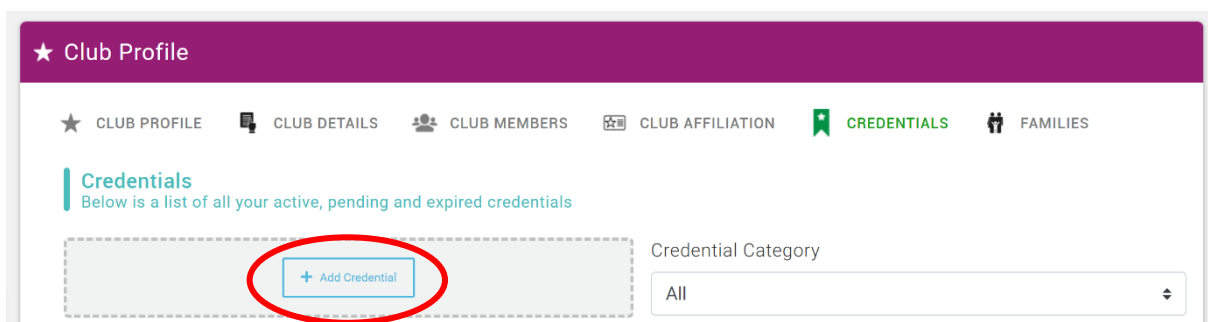 Club Profile
CLUB PROFILE CLUB DETAILS CLUB MEMBERS CLUB AFFILIATION CREDENTIALS FAMILIES
Credentials
Below is a list of all your active, pending and expired credentials
+ Add Credential
Credential Category
All